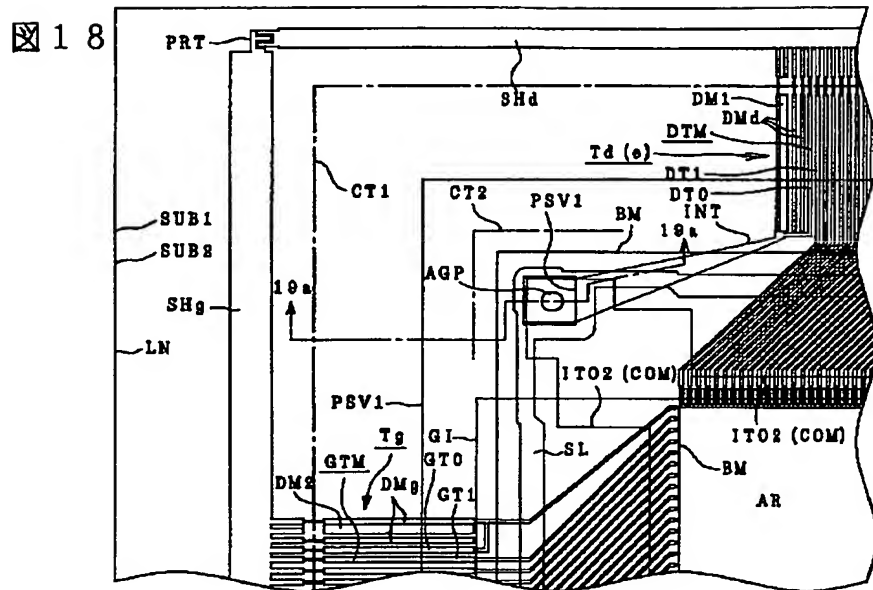 図18
PRT
SHd
DM1
DMd
DTM
Td (e)
DT1
DT0
CT1
CT2
PSV1
BM
INT
SUB1
SUB2
19a
AGP
19a
SHg
LN
ITO2 (COM)
PSV1
GI
SL
ITO2 (COM)
Tg
GTM
GT0
BM
DM2
DMg
GT1
AR